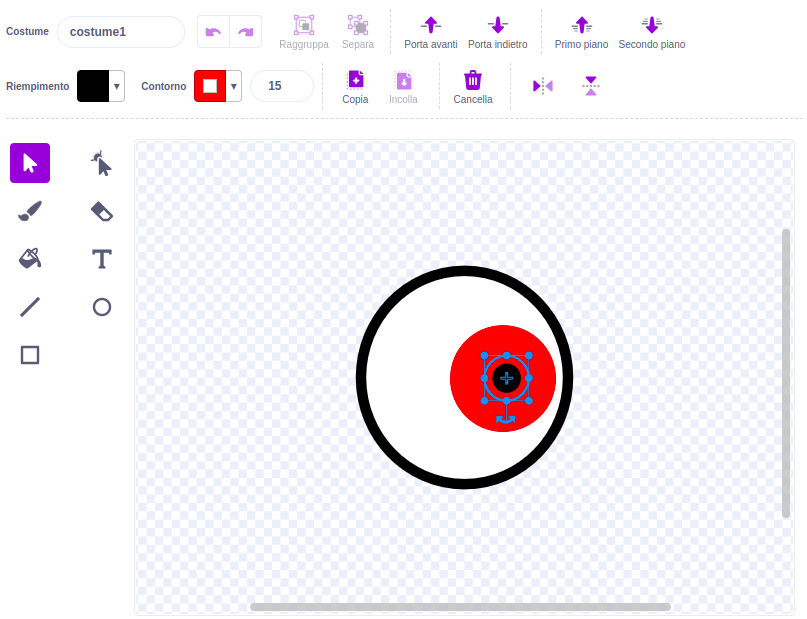 Costume
costume1
Raggruppa
Separa
Porta avanti
Porta indietro
Primo piano
Secondo piano
Riempimento
Contorno
15
Copia
Incolla
Cancella